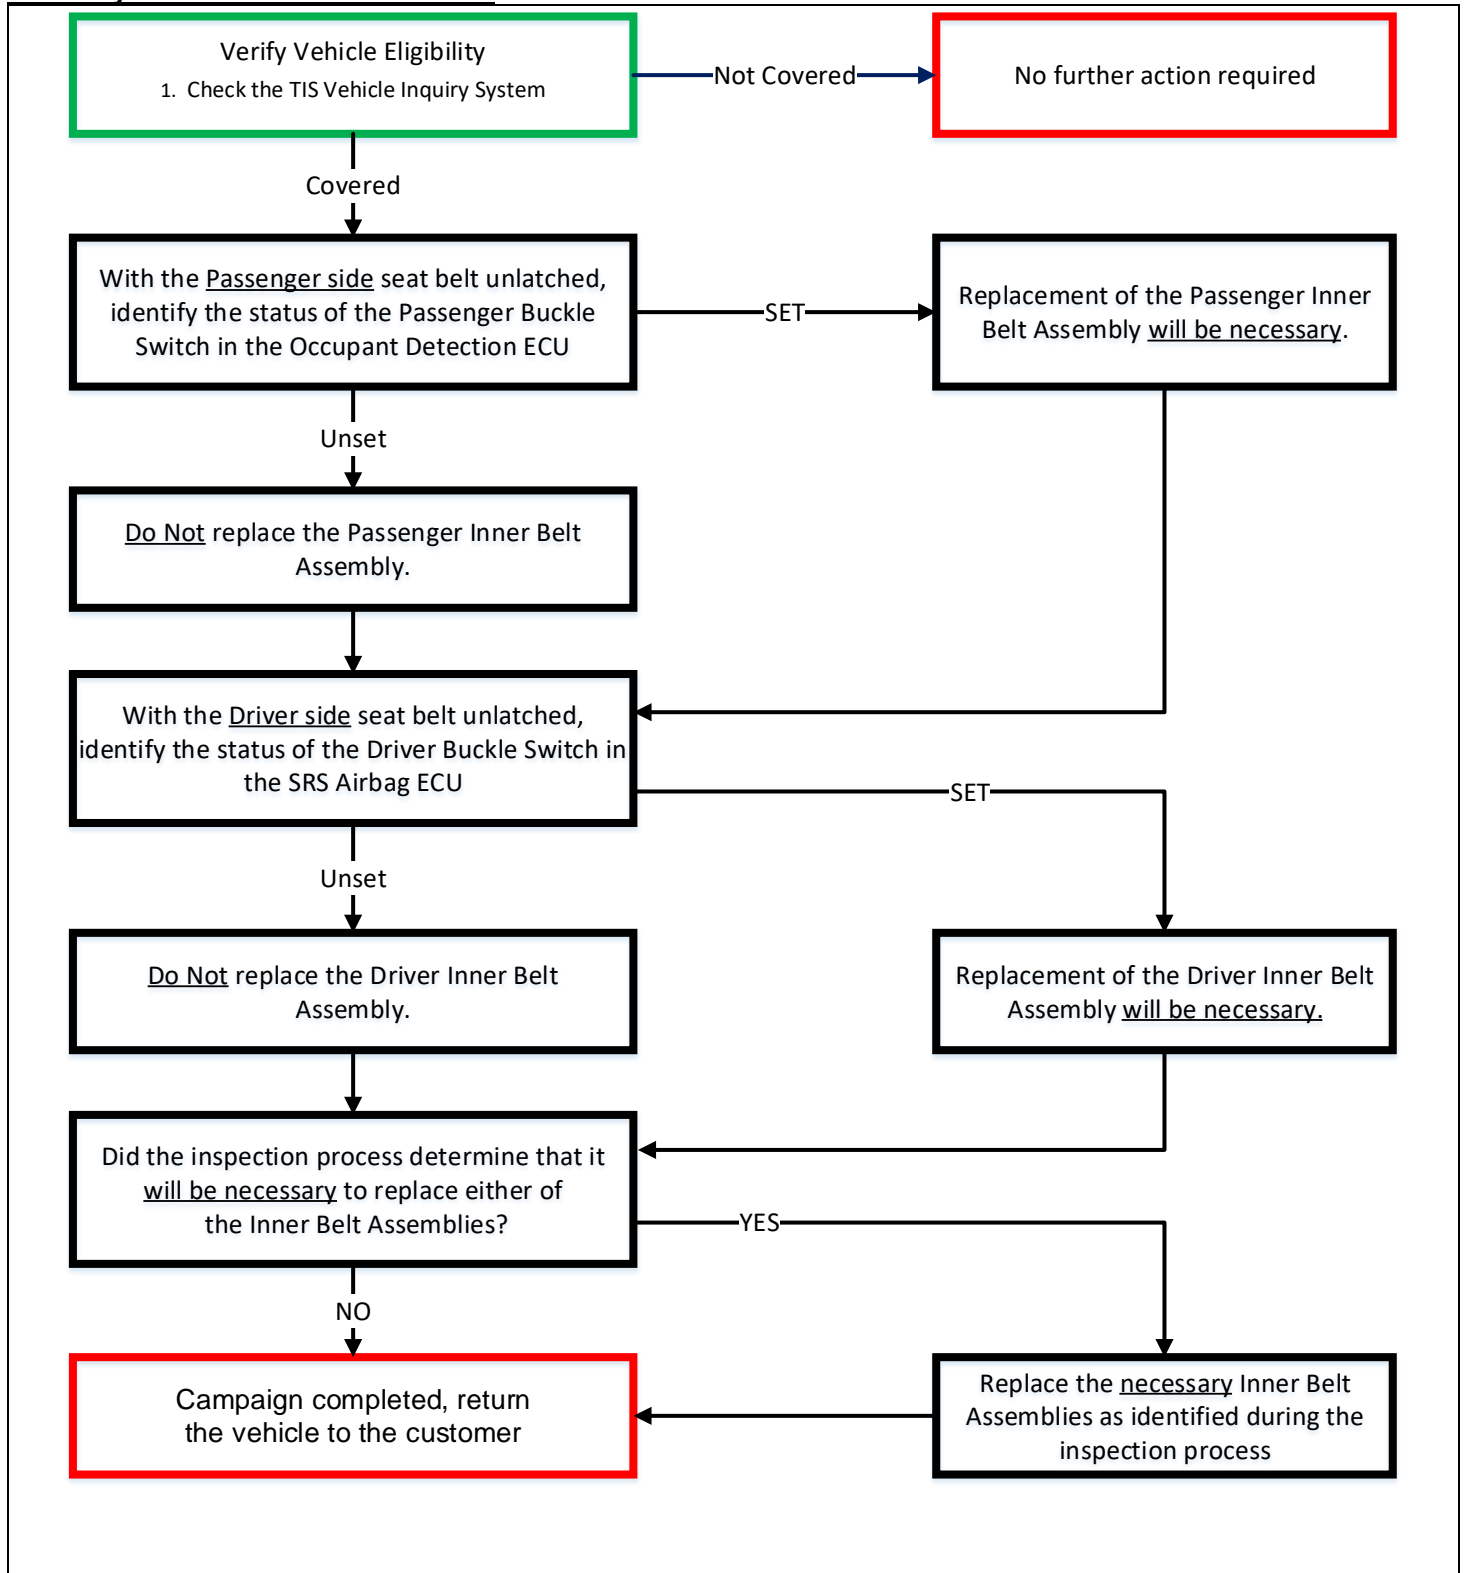 Verify Vehicle Eligibility
1. Check the TIS Vehicle Inquiry System
Not Covered
No further action required
Covered
With the Passenger side seat belt unlatched,
identify the status of the Passenger Buckle
Switch in the Occupant Detection ECU
SET
Replacement of the Passenger Inner
Belt Assembly will be necessary.
Unset
Do Not replace the Passenger Inner Belt
Assembly.
With the Driver side seat belt unlatched,
identify the status of the Driver Buckle Switch in
the SRS Airbag ECU
SET
Unset
Do Not replace the Driver Inner Belt
Assembly.
Replacement of the Driver Inner Belt
Assembly will be necessary.
Did the inspection process determine that it
will be necessary to replace either of
the Inner Belt Assemblies?
YES
NO
Campaign completed, return
the vehicle to the customer
Replace the necessary Inner Belt
Assemblies as identified during the
inspection process